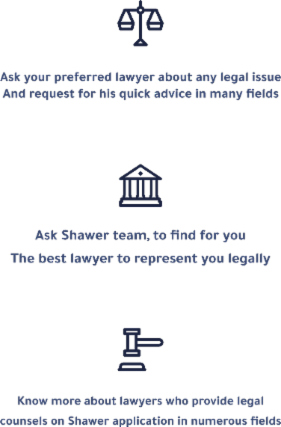 Ask your preferred lawyer about any legal issue
And request for his quick advice in many fields
Ask Shawer team, to find for you
The best lawyer to represent you legally
Know more about lawyers who provide legal
counsels on Shawer application in numerous fields